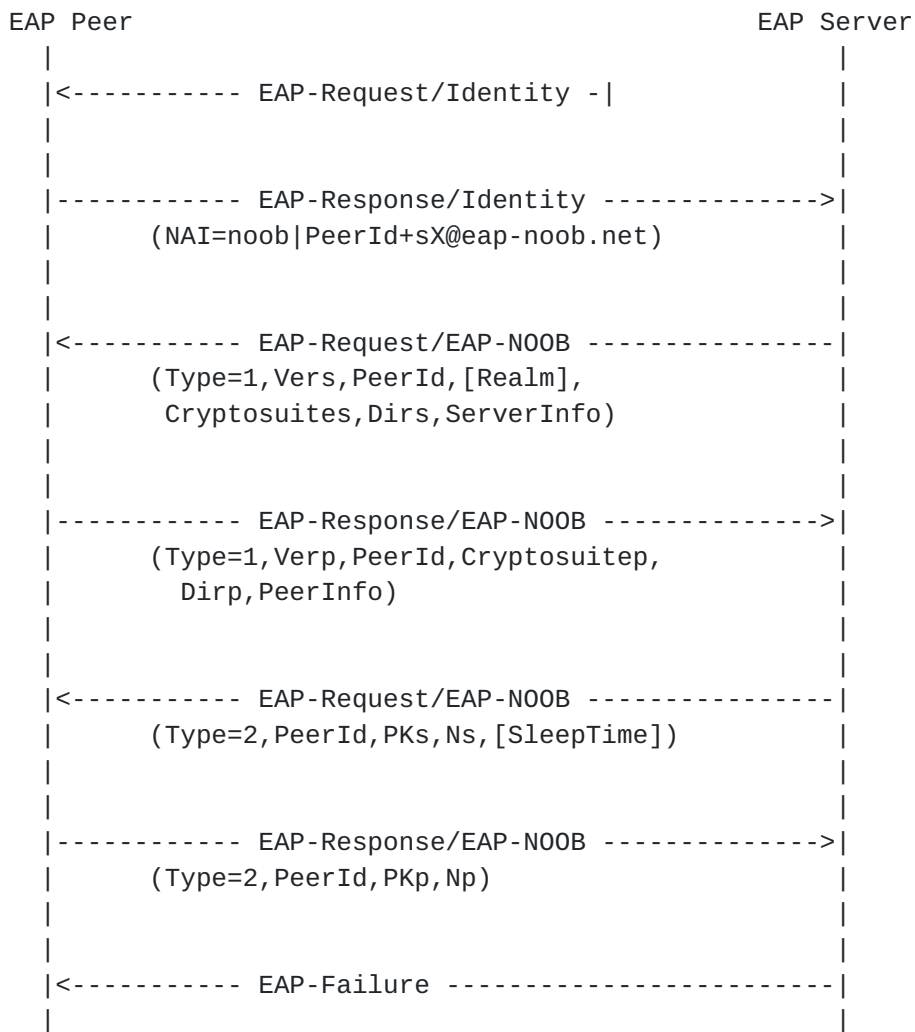 EAP Peer EAP Server
| |
|<----------- EAP-Request/Identity -| |
| |
| |
|------------ EAP-Response/Identity -------------->|
| (NAI=noob|PeerId+sX@eap-noob.net) |
| |
| |
|<----------- EAP-Request/EAP-NOOB ----------------|
| (Type=1,Vers,PeerId,[Realm], |
| Cryptosuites,Dirs,ServerInfo) |
| |
| |
|------------ EAP-Response/EAP-NOOB -------------->|
| (Type=1,Verp,PeerId,Cryptosuitep, |
| Dirp,PeerInfo) |
| |
| |
|<----------- EAP-Request/EAP-NOOB ----------------|
| (Type=2,PeerId,PKs,Ns,[SleepTime]) |
| |
| |
|------------ EAP-Response/EAP-NOOB -------------->|
| (Type=2,PeerId,PKp,Np) |
| |
| |
|<----------- EAP-Failure -------------------------|
| |